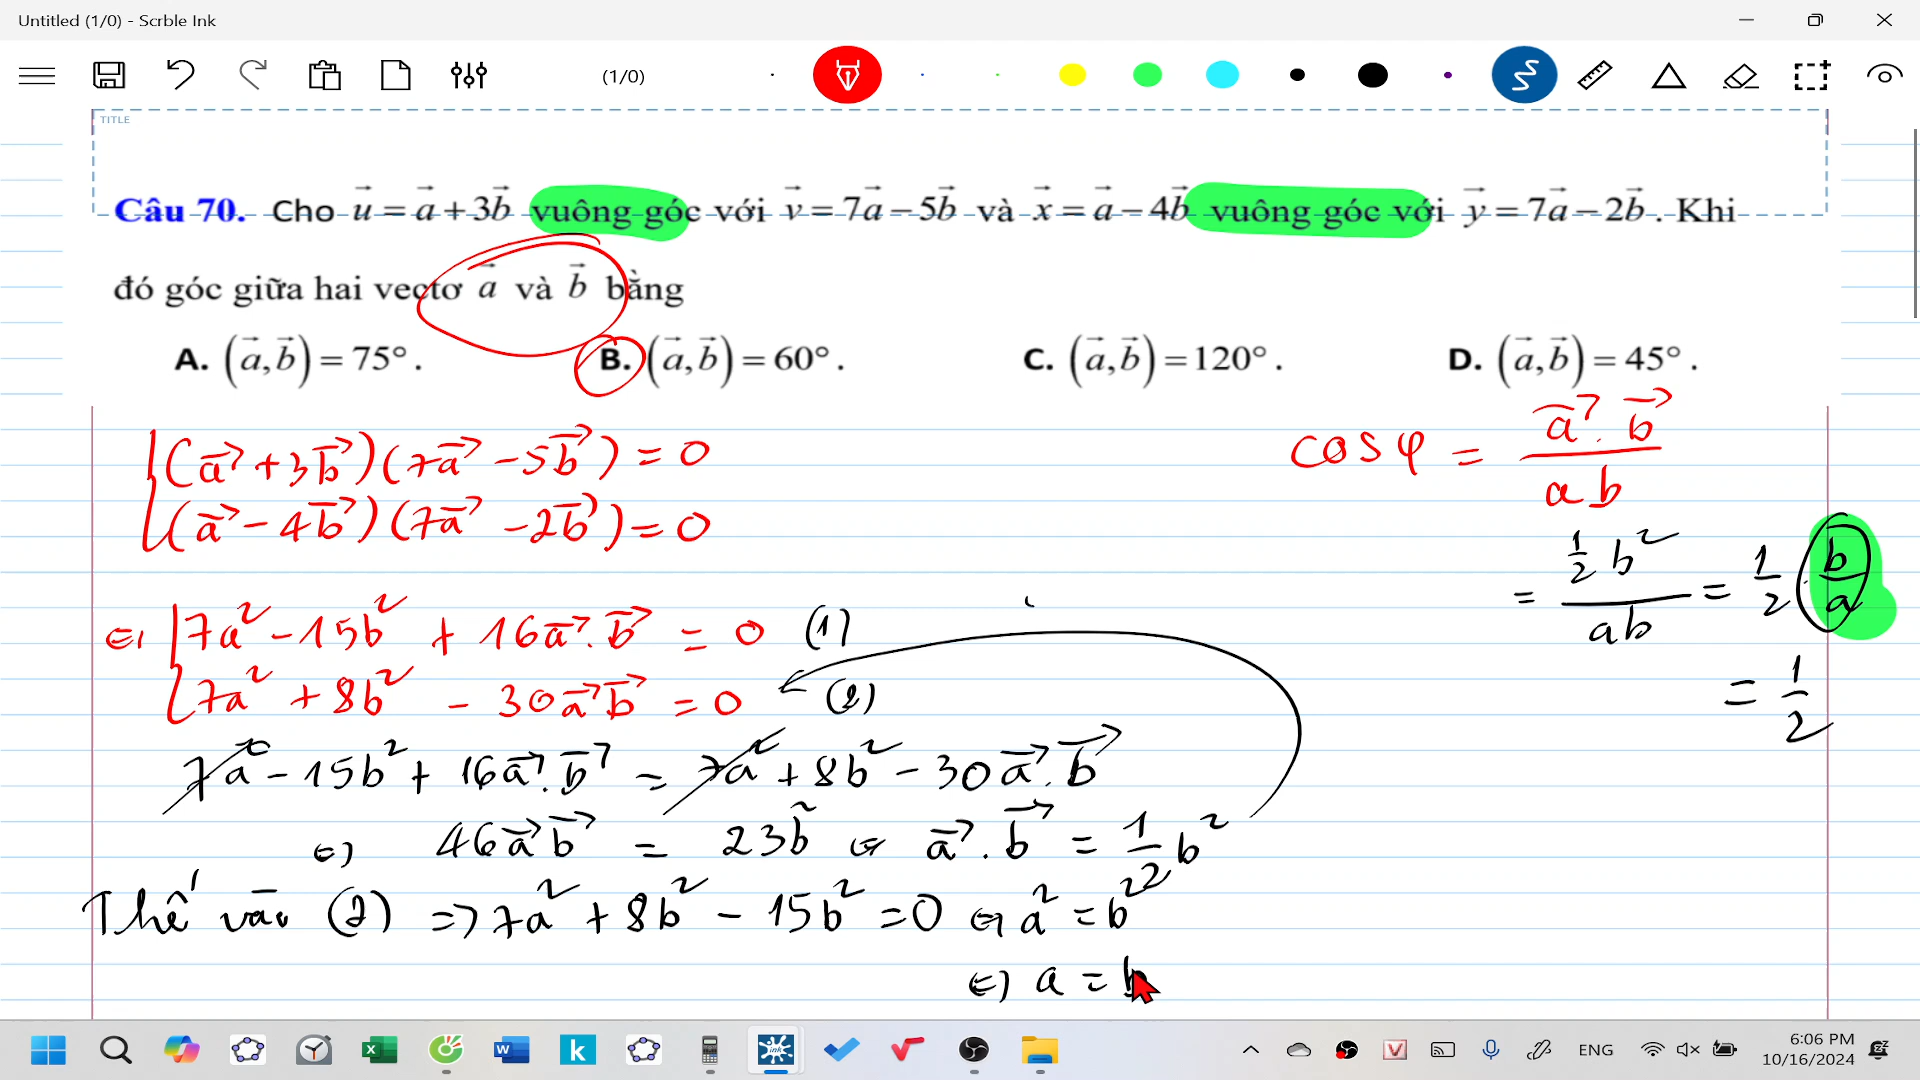 Untitled (1/0) - Scrble Ink
(1/0)
TITLE
Câu 70. Cho u⃗ = a⃗ + 3b⃗ vuông góc với v⃗ = 7a⃗ − 5b⃗ và x⃗ = a⃗ − 4b⃗ vuông góc với y⃗ = 7a⃗ − 2b⃗. Khi
đó góc giữa hai vectơ a⃗ và b⃗ bằng
A. (a⃗,b⃗) = 75°. B. (a⃗,b⃗) = 60°. C. (a⃗,b⃗) = 120°. D. (a⃗,b⃗) = 45°.
(a⃗ + 3b⃗)(7a⃗ − 5b⃗) = 0
(a⃗ − 4b⃗)(7a⃗ − 2b⃗) = 0
cos φ = a⃗.b⃗ / ab
= ½b² / ab = 1/2 . b/a
= 1/2
⇔ 7a² − 15b² + 16a⃗.b⃗ = 0 (1)
7a² + 8b² − 30a⃗b⃗ = 0 (2)
7a² − 15b² + 16a⃗.b⃗ = 7a² + 8b² − 30a⃗.b⃗
⇔ 46a⃗b⃗ = 23b² ⇔ a⃗.b⃗ = 1/2 b²
Thế vào (2) => 7a² + 8b² − 15b² = 0 ⇔ a² = b²
⇔ a = b
ENG
6:06 PM
10/16/2024